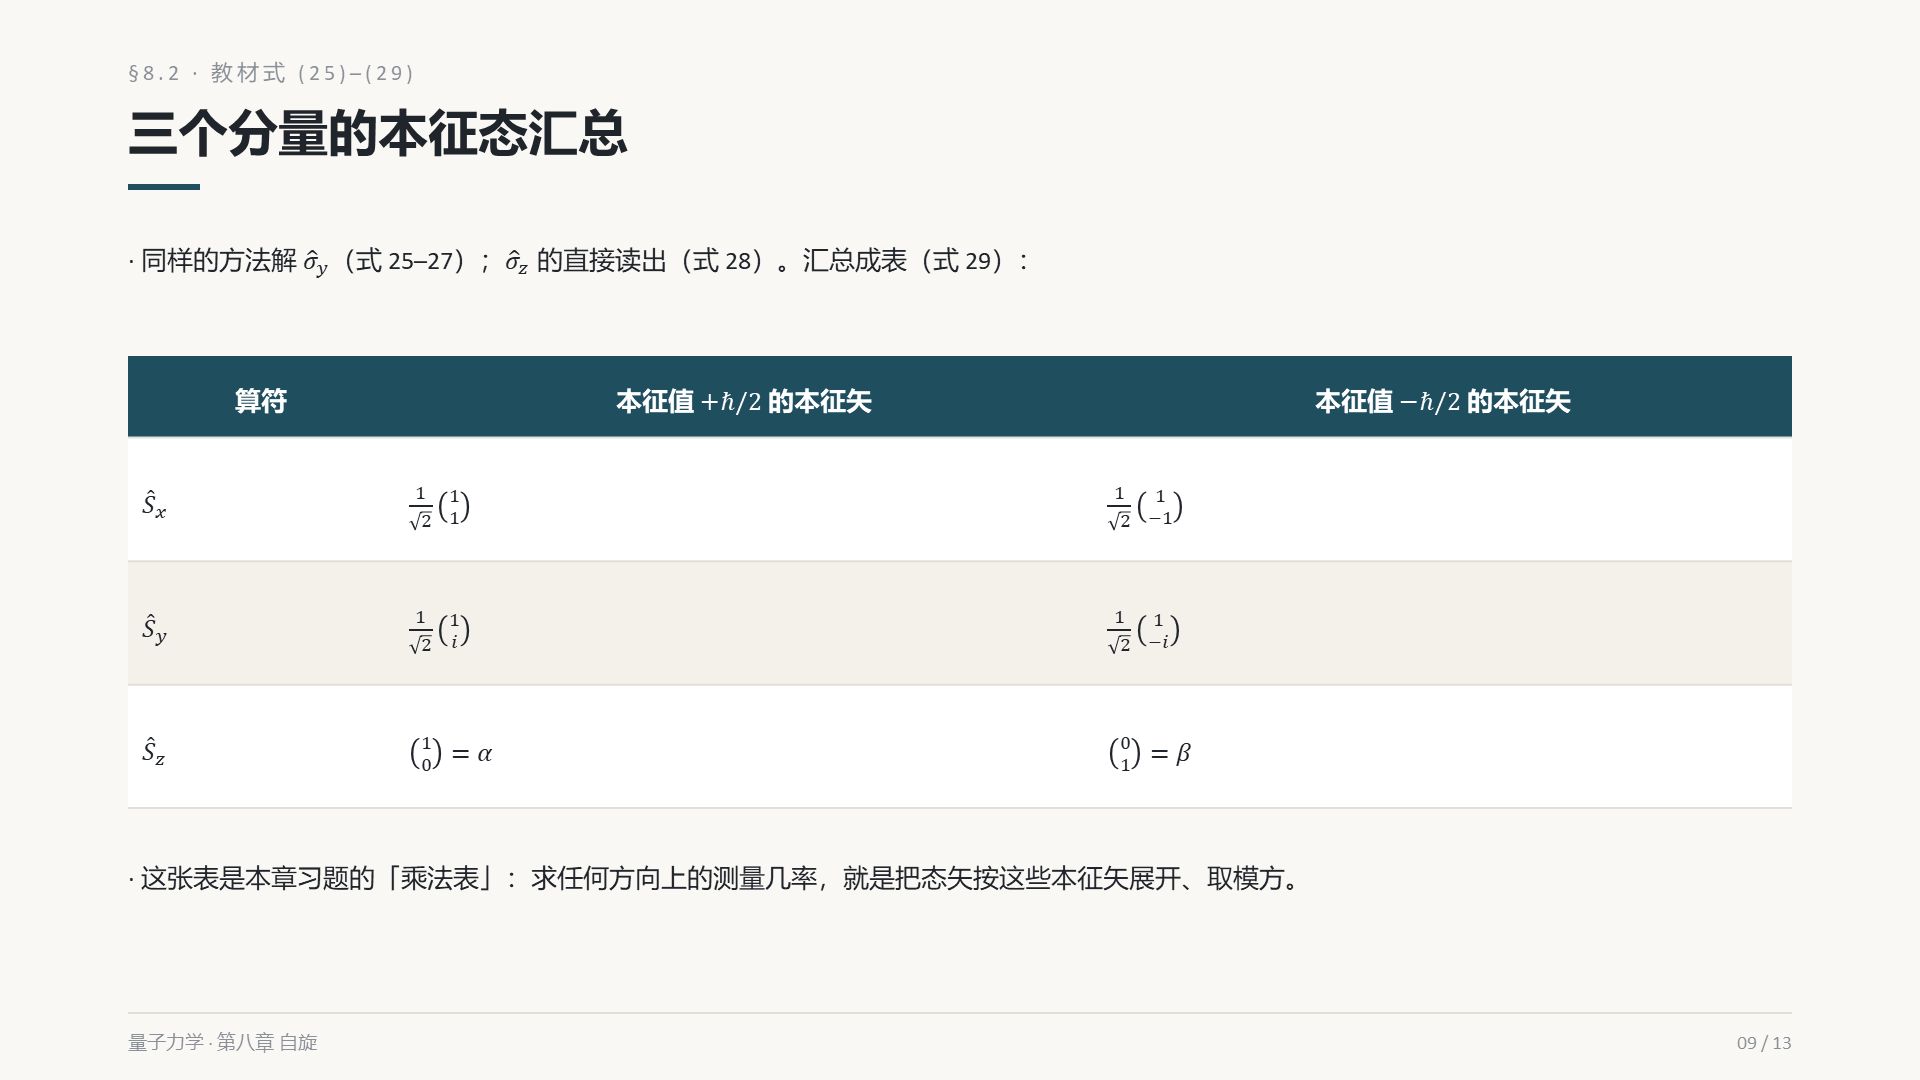 §8.2 · 教材式 (25)–(29)
三个分量的本征态汇总
· 同样的方法解 σ̂_y（式 25–27）；σ̂_z 的直接读出（式 28）。汇总成表（式 29）：
算符 本征值 +ℏ/2 的本征矢 本征值 −ℏ/2 的本征矢
Ŝ_x 1/√2 (1 1) 1/√2 (1 −1)
Ŝ_y 1/√2 (1 i) 1/√2 (1 −i)
Ŝ_z (1 0) = α (0 1) = β
· 这张表是本章习题的「乘法表」：求任何方向上的测量几率，就是把态矢按这些本征矢展开、取模方。
量子力学 · 第八章 自旋 09 / 13